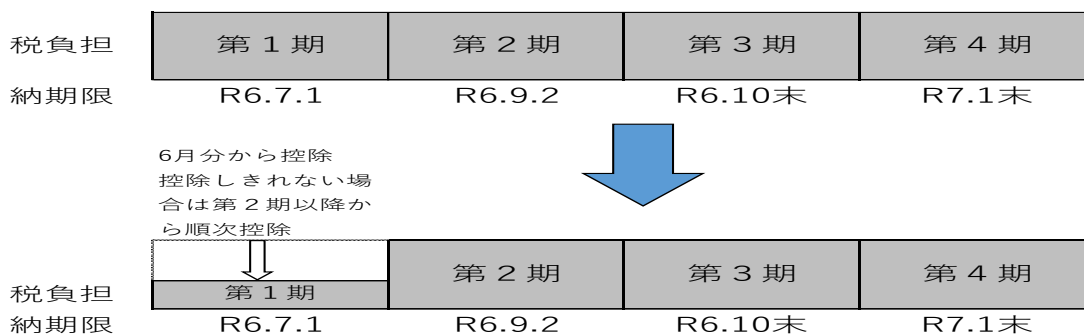 税負担 第１期 第２期 第３期 第４期
納期限 R6.7.1 R6.9.2 R6.10末 R7.1末
6月分から控除
控除しきれない場
合は第２期以降か
ら順次控除
税負担 第１期 第２期 第３期 第４期
納期限 R6.7.1 R6.9.2 R6.10末 R7.1末